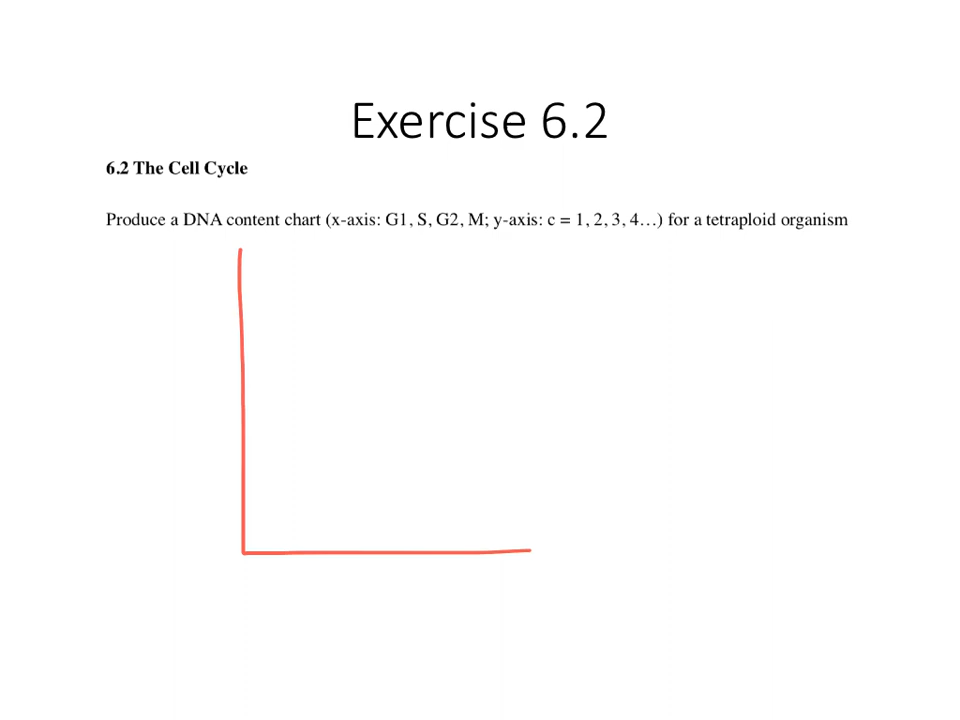 Exercise 6.2
6.2 The Cell Cycle
Produce a DNA content chart (x-axis: G1, S, G2, M; y-axis: c = 1, 2, 3, 4…) for a tetraploid organism